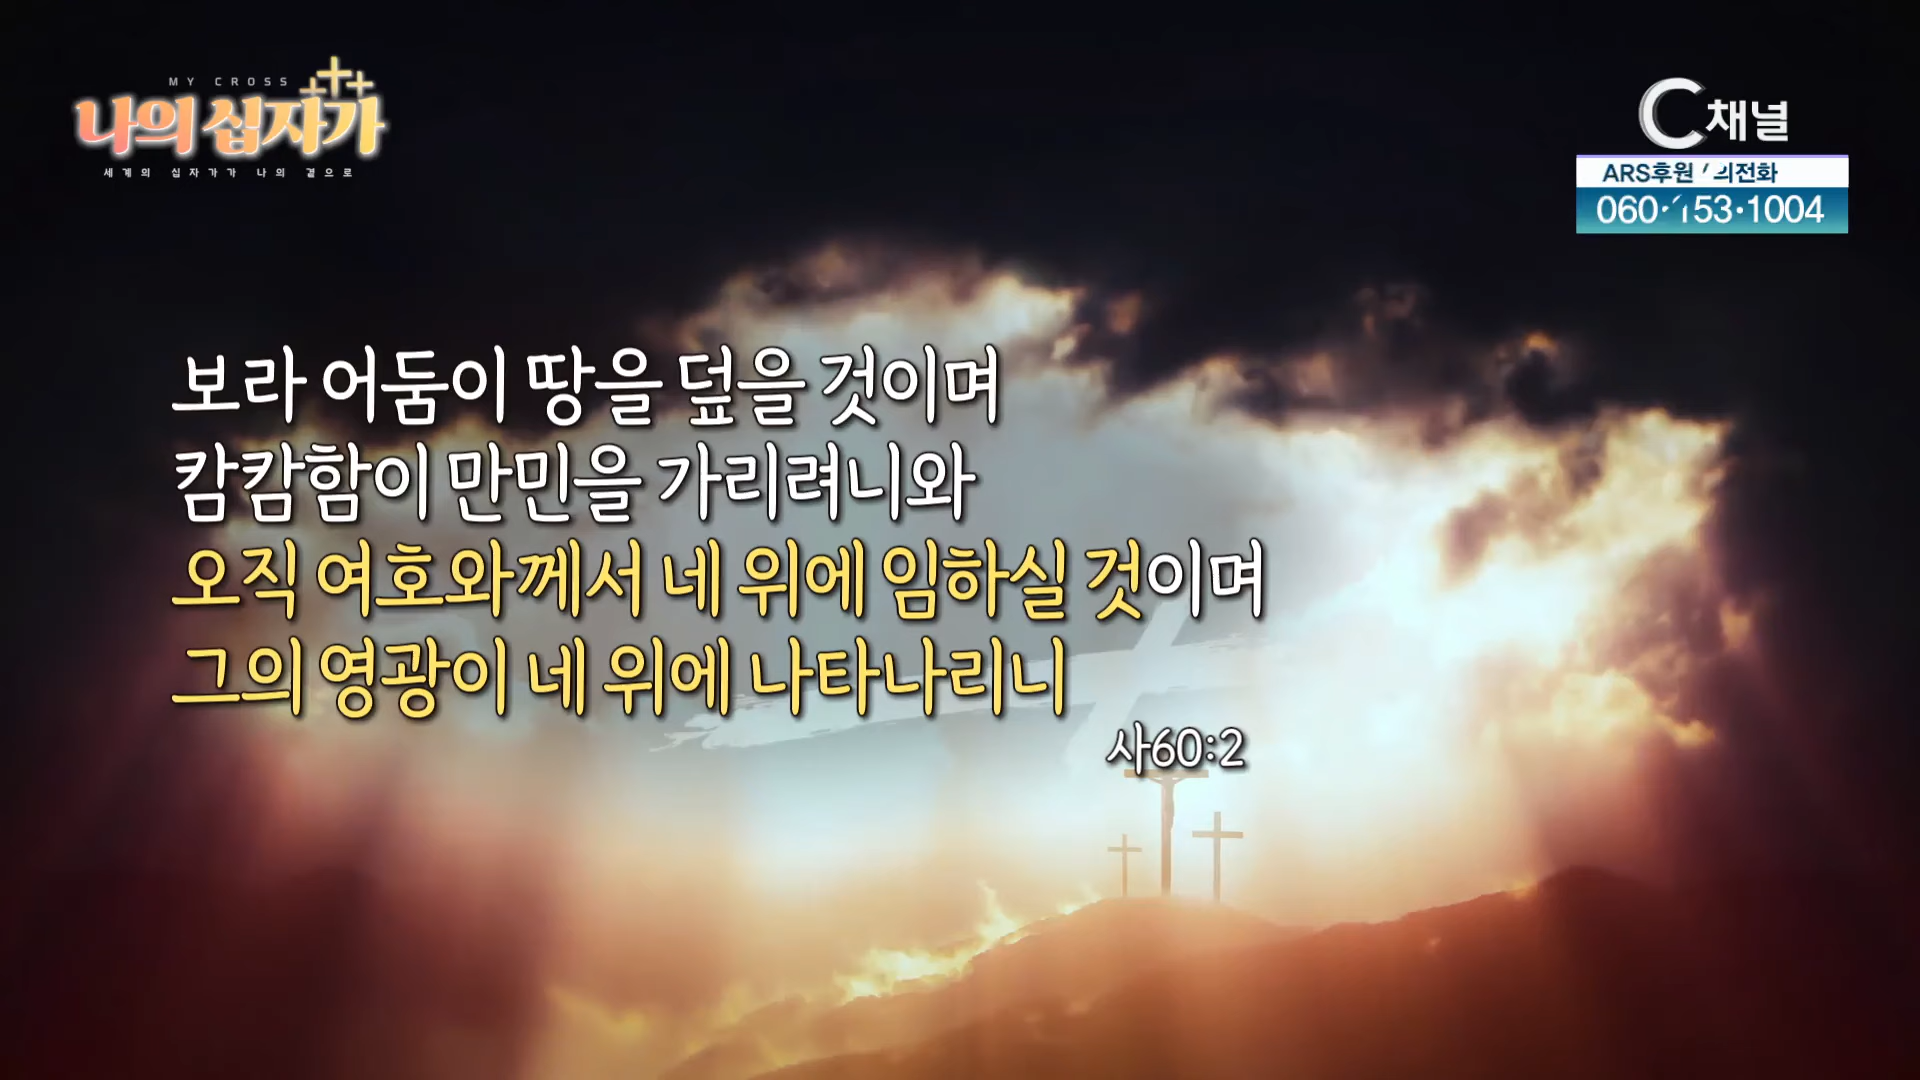 MY CROSS
나의 십자가
세계의 십자가가 나의 곁으로
C채널
ARS후원
060
1004
보라 어둠이 땅을 덮을 것이며
캄캄함이 만민을 가리려니와
오직 여호와께서 네 위에 임하실 것이며
그의 영광이 네 위에 나타나리니
사60:2